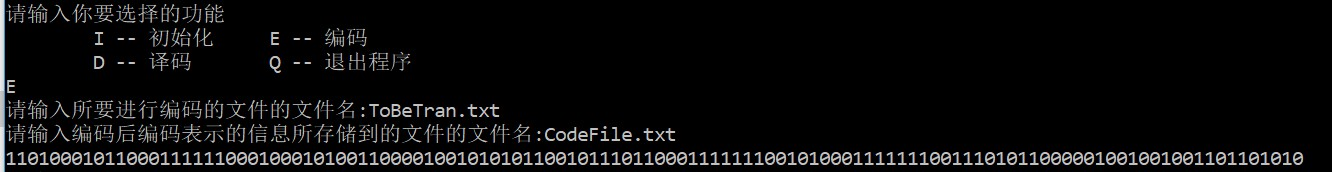 请输入你要选择的功能
I -- 初始化 E -- 编码
D -- 译码 Q -- 退出程序
E
请输入所要进行编码的文件的文件名:ToBeTran.txt
请输入编码后编码表示的信息所存储到的文件的文件名:CodeFile.txt
1101000101100011111100010001010011000010010101011001011101100011111110010100011111110011101011000001001001001101101010